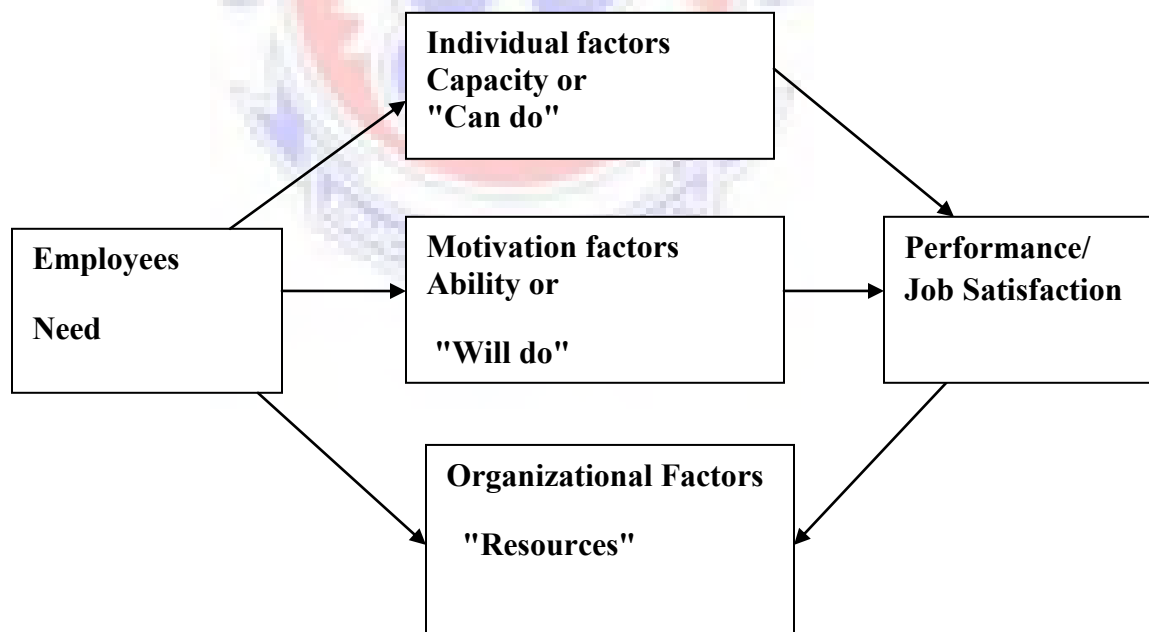 Individual factors
Capacity or
"Can do"
Employees
Need
Motivation factors
Ability or
"Will do"
Performance/
Job Satisfaction
Organizational Factors
"Resources"